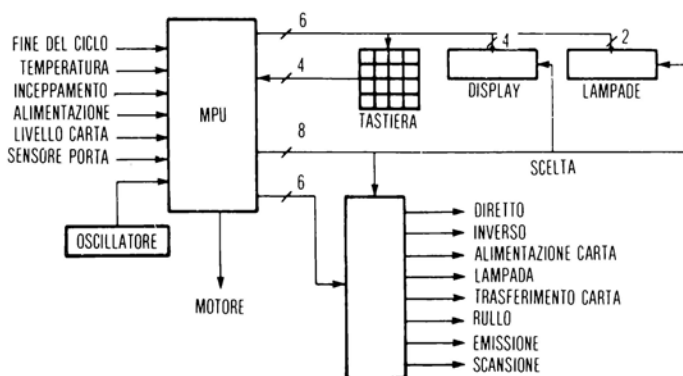 FINE DEL CICLO
TEMPERATURA
INCEPPAMENTO
ALIMENTAZIONE
LIVELLO CARTA
SENSORE PORTA
OSCILLATORE
MPU
MOTORE
6
4
8
6
TASTIERA
4
DISPLAY
2
LAMPADE
SCELTA
DIRETTO
INVERSO
ALIMENTAZIONE CARTA
LAMPADA
TRASFERIMENTO CARTA
RULLO
EMISSIONE
SCANSIONE